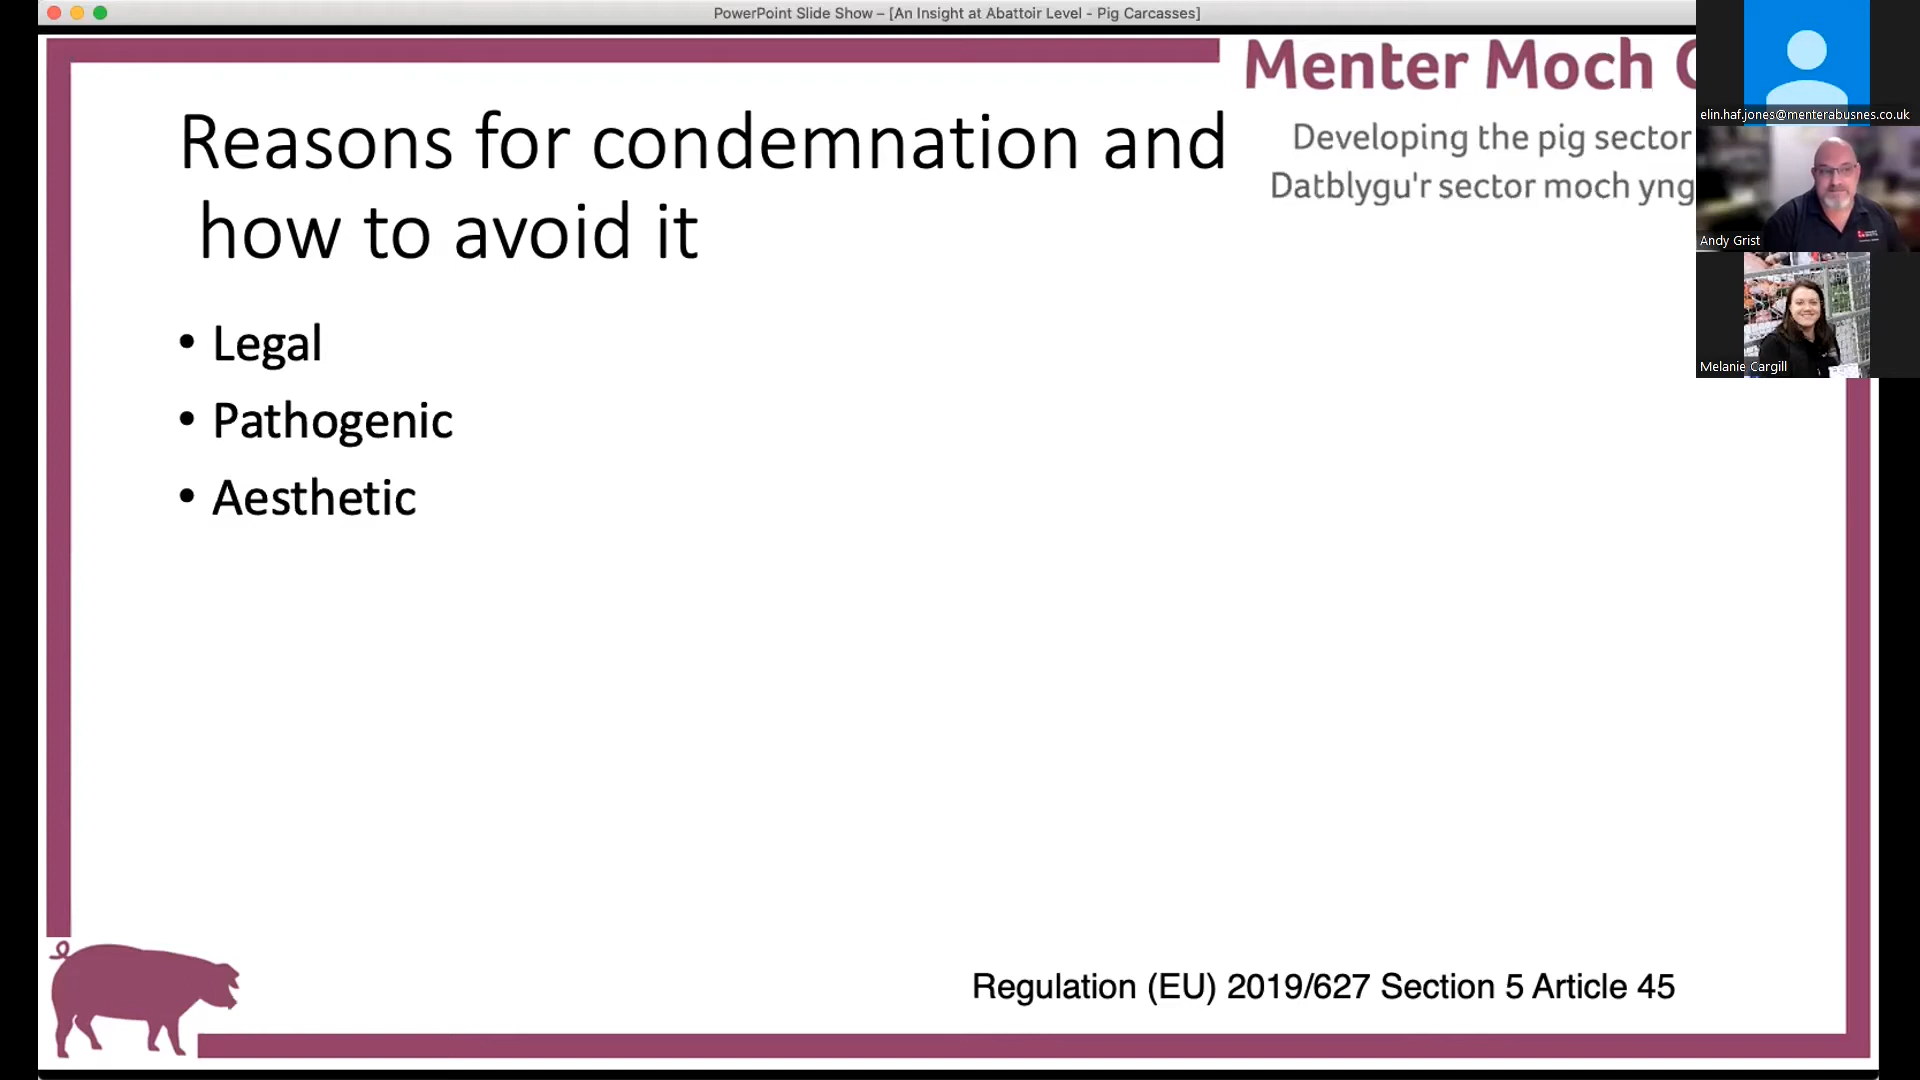 PowerPoint Slide Show – [An Insight at Abattoir Level - Pig Carcasses]
Menter Moch
Developing the pig sector
Datblygu'r sector moch yng
Reasons for condemnation and
how to avoid it
• Legal
• Pathogenic
• Aesthetic
Regulation (EU) 2019/627 Section 5 Article 45
elin.haf.jones@menterabusnes.co.uk
Andy Grist
Melanie Cargill